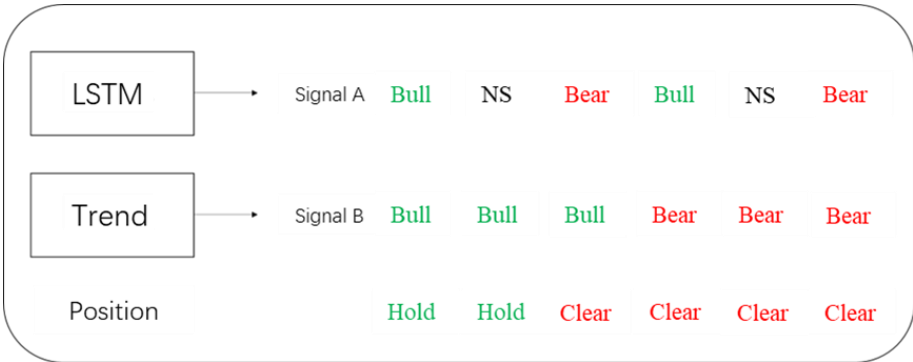 LSTM Signal A Bull NS Bear Bull NS Bear
Trend Signal B Bull Bull Bull Bear Bear Bear
Position Hold Hold Clear Clear Clear Clear